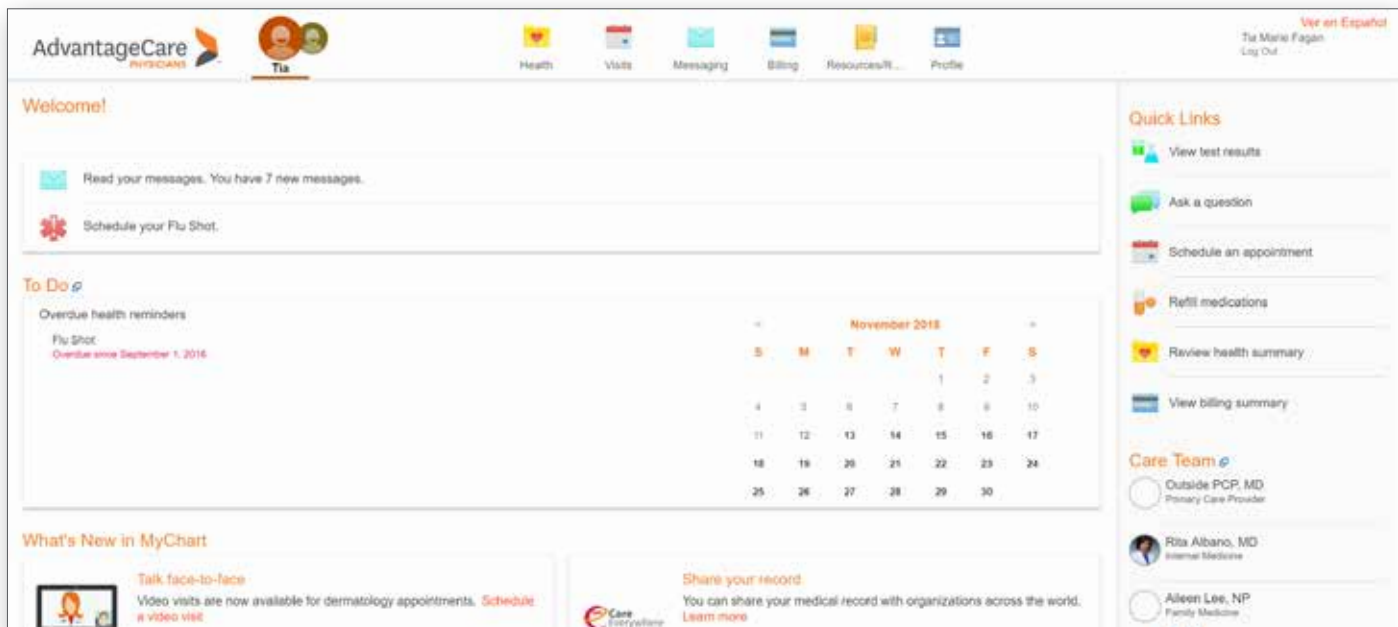 AdvantageCare
PHYSICIANS
Tia
Health
Visits
Messaging
Billing
Resources/R...
Profile
Ver en Español
Tia Marie Fagan
Log Out
Welcome!
Read your messages. You have 7 new messages.
Schedule your Flu Shot.
To Do
Overdue health reminders
Flu Shot
Overdue since September 1, 2016
« November 2018 »
S M T W T F S
1 2 3
4 5 6 7 8 9 10
11 12 13 14 15 16 17
18 19 20 21 22 23 24
25 26 27 28 29 30
What's New in MyChart
Talk face-to-face
Video visits are now available for dermatology appointments. Schedule
a video visit
Care
Everywhere
Share your record
You can share your medical record with organizations across the world.
Learn more
Quick Links
View test results
Ask a question
Schedule an appointment
Refill medications
Review health summary
View billing summary
Care Team
Outside PCP, MD
Primary Care Provider
Rita Albano, MD
Internal Medicine
Aileen Lee, NP
Family Medicine